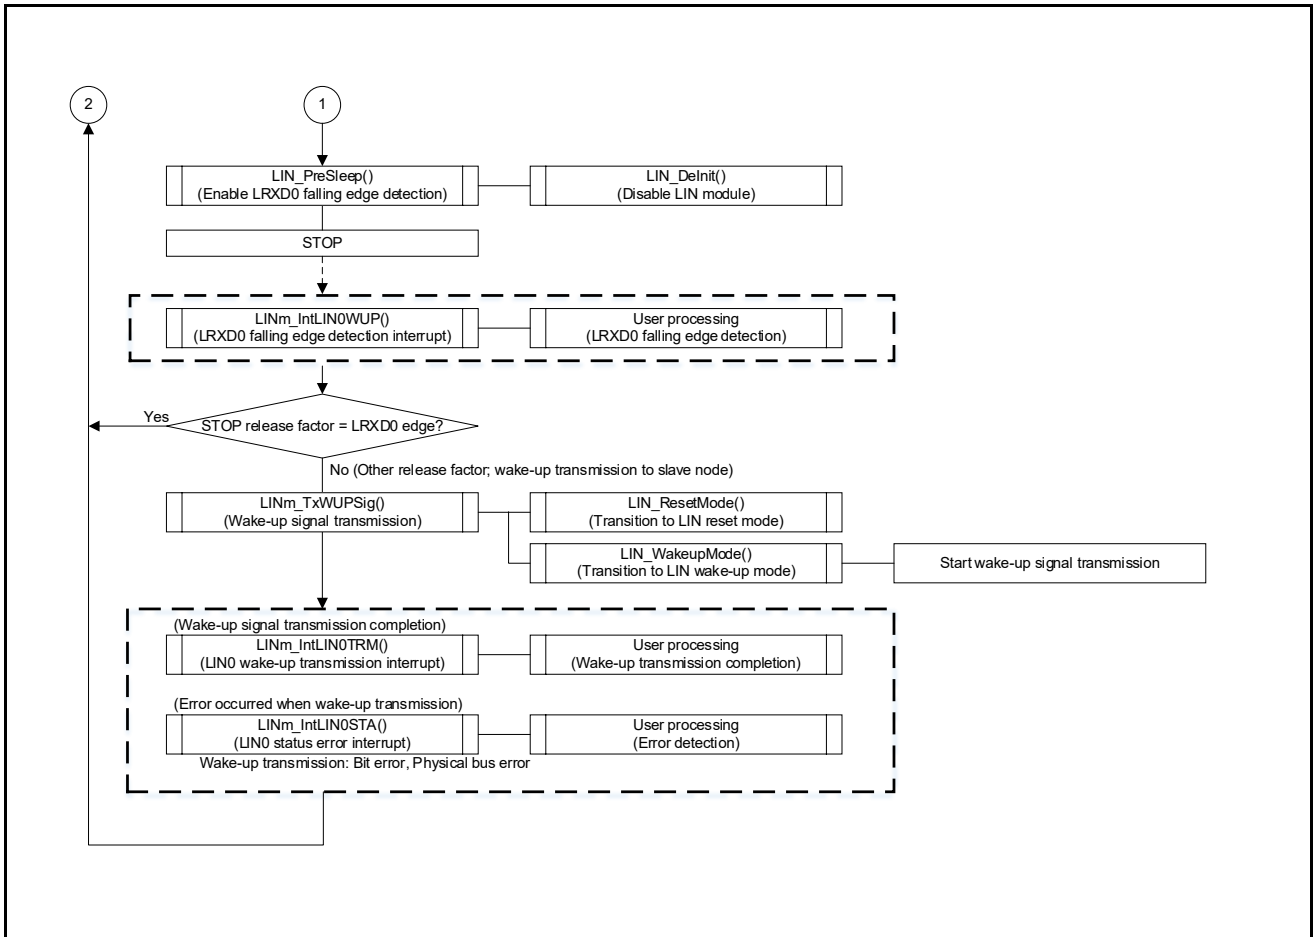 2
1
LIN_PreSleep()
(Enable LRXD0 falling edge detection)
LIN_DeInit()
(Disable LIN module)
STOP
LINm_IntLIN0WUP()
(LRXD0 falling edge detection interrupt)
User processing
(LRXD0 falling edge detection)
Yes
STOP release factor = LRXD0 edge?
No (Other release factor; wake-up transmission to slave node)
LINm_TxWUPSig()
(Wake-up signal transmission)
LIN_ResetMode()
(Transition to LIN reset mode)
LIN_WakeupMode()
(Transition to LIN wake-up mode)
Start wake-up signal transmission
(Wake-up signal transmission completion)
LINm_IntLIN0TRM()
(LIN0 wake-up transmission interrupt)
User processing
(Wake-up transmission completion)
(Error occurred when wake-up transmission)
LINm_IntLIN0STA()
(LIN0 status error interrupt)
User processing
(Error detection)
Wake-up transmission: Bit error, Physical bus error